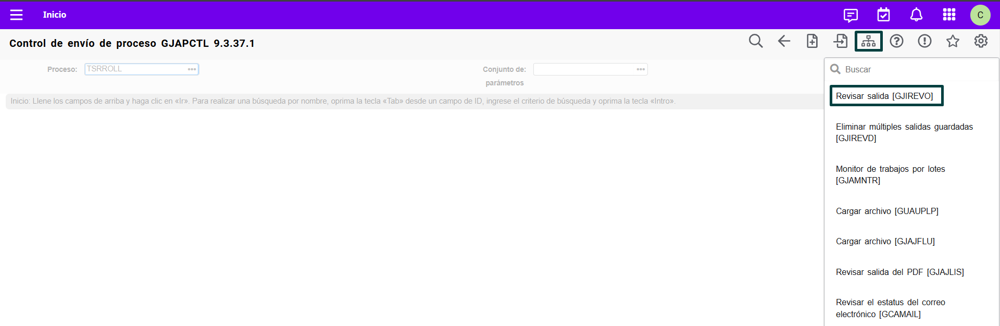 Inicio
C
Control de envío de proceso GJAPCTL 9.3.37.1
Proceso: TSRROLL
Conjunto de:
parámetros
Inicio: Llene los campos de arriba y haga clic en «Ir». Para realizar una búsqueda por nombre, oprima la tecla «Tab» desde un campo de ID, ingrese el criterio de búsqueda y oprima la tecla «Intro».
Buscar
Revisar salida [GJIREVO]
Eliminar múltiples salidas guardadas
[GJIREVD]
Monitor de trabajos por lotes
[GJAMNTR]
Cargar archivo [GUAUPLP]
Cargar archivo [GJAJFLU]
Revisar salida del PDF [GJAJLIS]
Revisar el estatus del correo
electrónico [GCAMAIL]